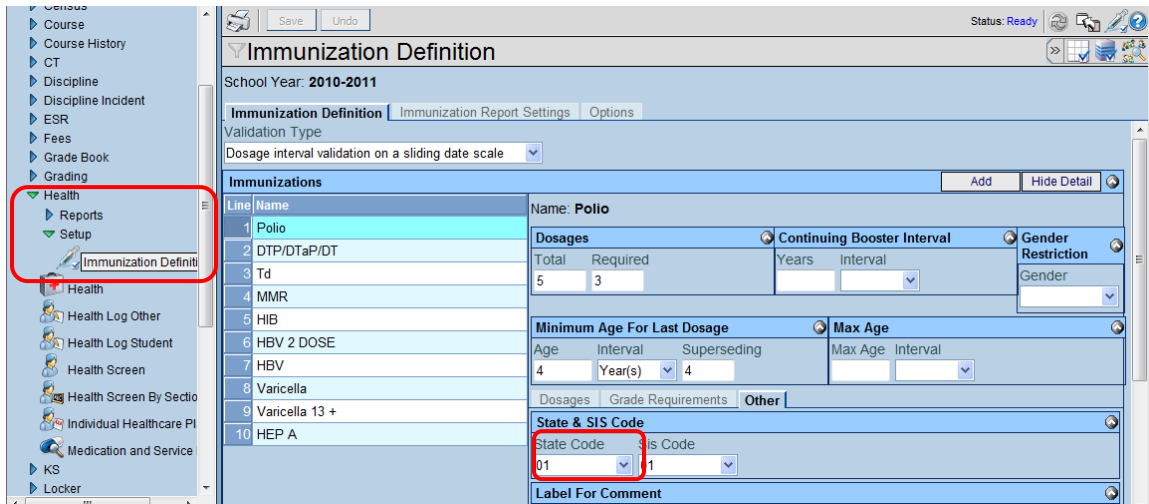 Census
Course
Course History
CT
Discipline
Discipline Incident
ESR
Fees
Grade Book
Grading
Health
Reports
Setup
Immunization Definiti
Health
Health Log Other
Health Log Student
Health Screen
Health Screen By Sectio
Individual Healthcare Pl
Medication and Service
KS
Locker
Save Undo Status: Ready
Immunization Definition
School Year: 2010-2011
Immunization Definition Immunization Report Settings Options
Validation Type
Dosage interval validation on a sliding date scale
Immunizations Add Hide Detail
Line Name
1 Polio
2 DTP/DTaP/DT
3 Td
4 MMR
5 HIB
6 HBV 2 DOSE
7 HBV
8 Varicella
9 Varicella 13 +
10 HEP A
Name: Polio
Dosages
Total Required
5 3
Continuing Booster Interval
Years Interval
Gender Restriction
Gender
Minimum Age For Last Dosage
Age Interval Superseding
4 Year(s) 4
Max Age
Max Age Interval
Dosages Grade Requirements Other
State & SIS Code
State Code Sis Code
01 01
Label For Comment